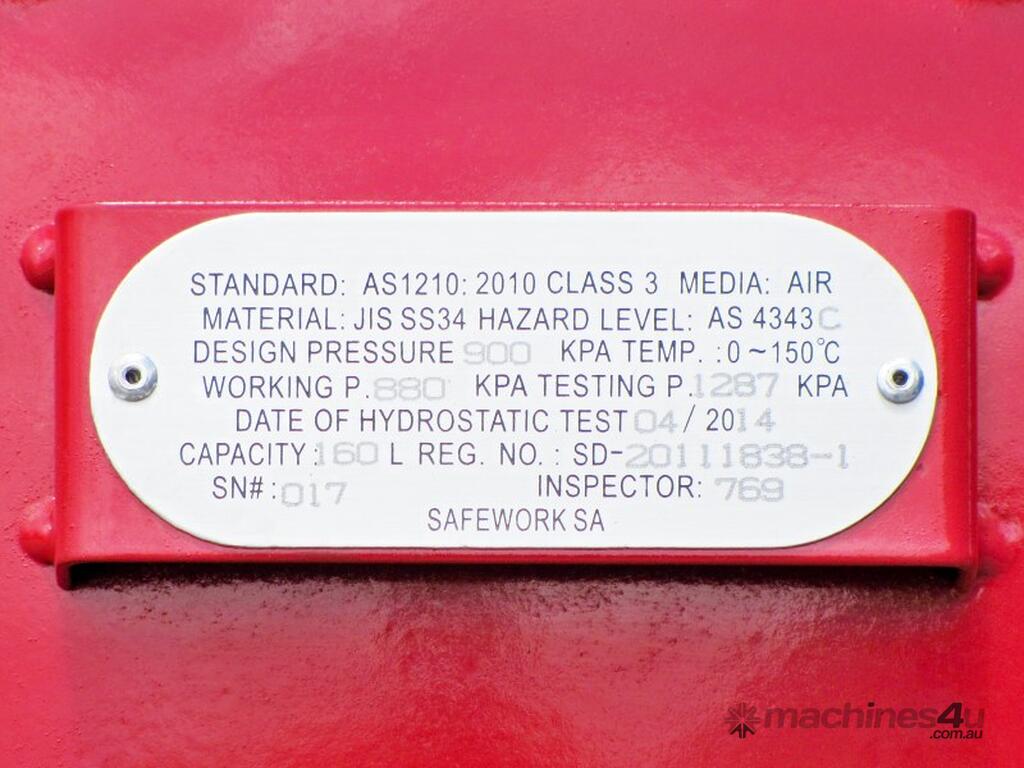 STANDARD: AS1210: 2010 CLASS 3 MEDIA: AIR
MATERIAL: JIS SS34 HAZARD LEVEL: AS 4343 C
DESIGN PRESSURE 900 KPA TEMP. :0~150℃
WORKING P. 880 KPA TESTING P. 1287 KPA
DATE OF HYDROSTATIC TEST 04/ 2014
CAPACITY: 160 L REG. NO. : SD-20111838-1
SN#: 017 INSPECTOR: 769
SAFEWORK SA
machines4u
.com.au